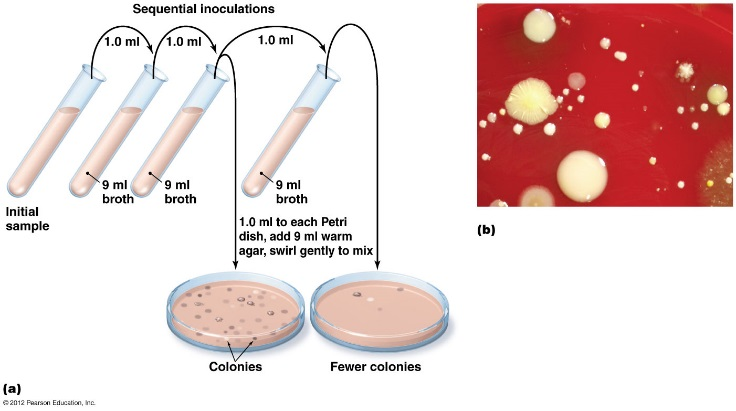 Sequential inoculations
1.0 ml
1.0 ml
1.0 ml
9 ml
broth
9 ml
broth
9 ml
broth
Initial
sample
1.0 ml to each Petri
dish, add 9 ml warm
agar, swirl gently to mix
Colonies
Fewer colonies
(a)
© 2012 Pearson Education, Inc.
(b)